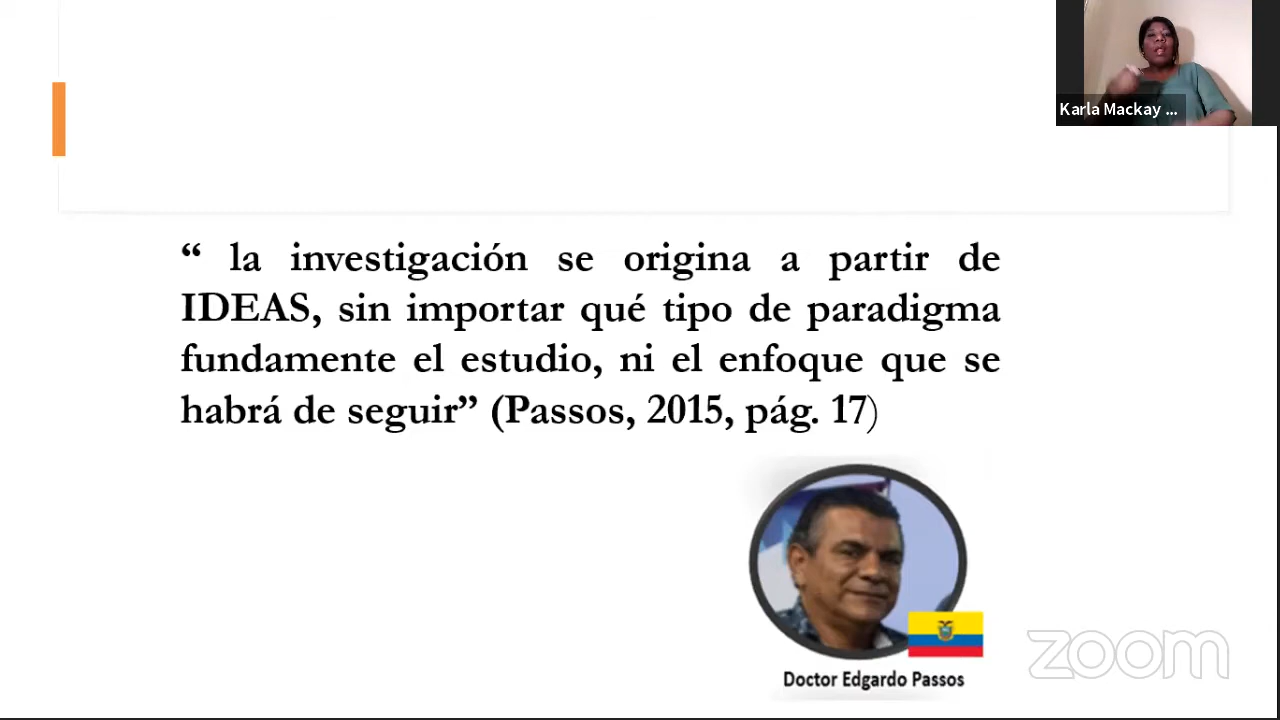 Karla Mackay ...
“ la investigación se origina a partir de
IDEAS, sin importar qué tipo de paradigma
fundamente el estudio, ni el enfoque que se
habrá de seguir” (Passos, 2015, pág. 17)
Doctor Edgardo Passos
zoom